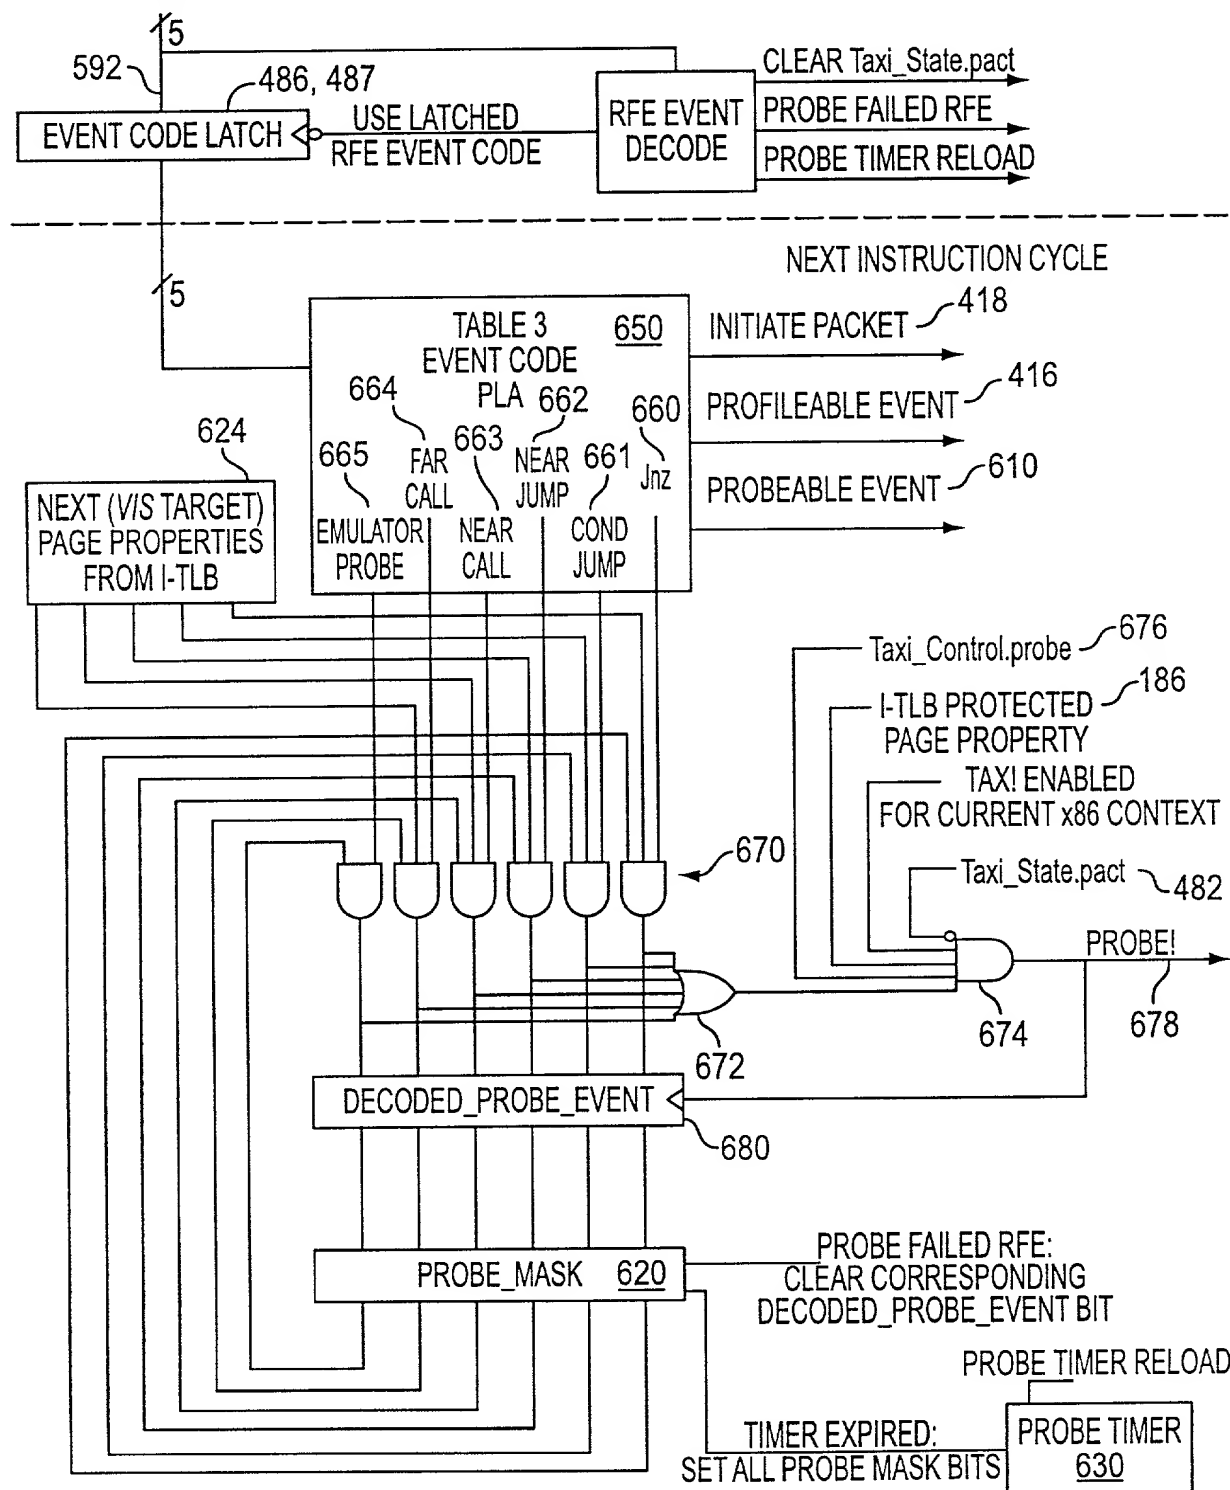 5
592
486, 487
EVENT CODE LATCH
USE LATCHED
RFE EVENT CODE
RFE EVENT
DECODE
CLEAR Taxi_State.pact
PROBE FAILED RFE
PROBE TIMER RELOAD
NEXT INSTRUCTION CYCLE
5
TABLE 3
EVENT CODE
PLA
650
INITIATE PACKET
418
PROFILEABLE EVENT
416
PROBEABLE EVENT
610
664
662
660
665
FAR
CALL
663
NEAR
JUMP
661
Jnz
EMULATOR
PROBE
NEAR
CALL
COND
JUMP
624
NEXT (VIS TARGET)
PAGE PROPERTIES
FROM I-TLB
Taxi_Control.probe
676
I-TLB PROTECTED
PAGE PROPERTY
186
TAX! ENABLED
FOR CURRENT x86 CONTEXT
670
Taxi_State.pact
482
PROBE!
672
674
678
DECODED_PROBE_EVENT
680
PROBE_MASK 620
PROBE FAILED RFE:
CLEAR CORRESPONDING
DECODED_PROBE_EVENT BIT
PROBE TIMER RELOAD
TIMER EXPIRED:
SET ALL PROBE MASK BITS
PROBE TIMER
630